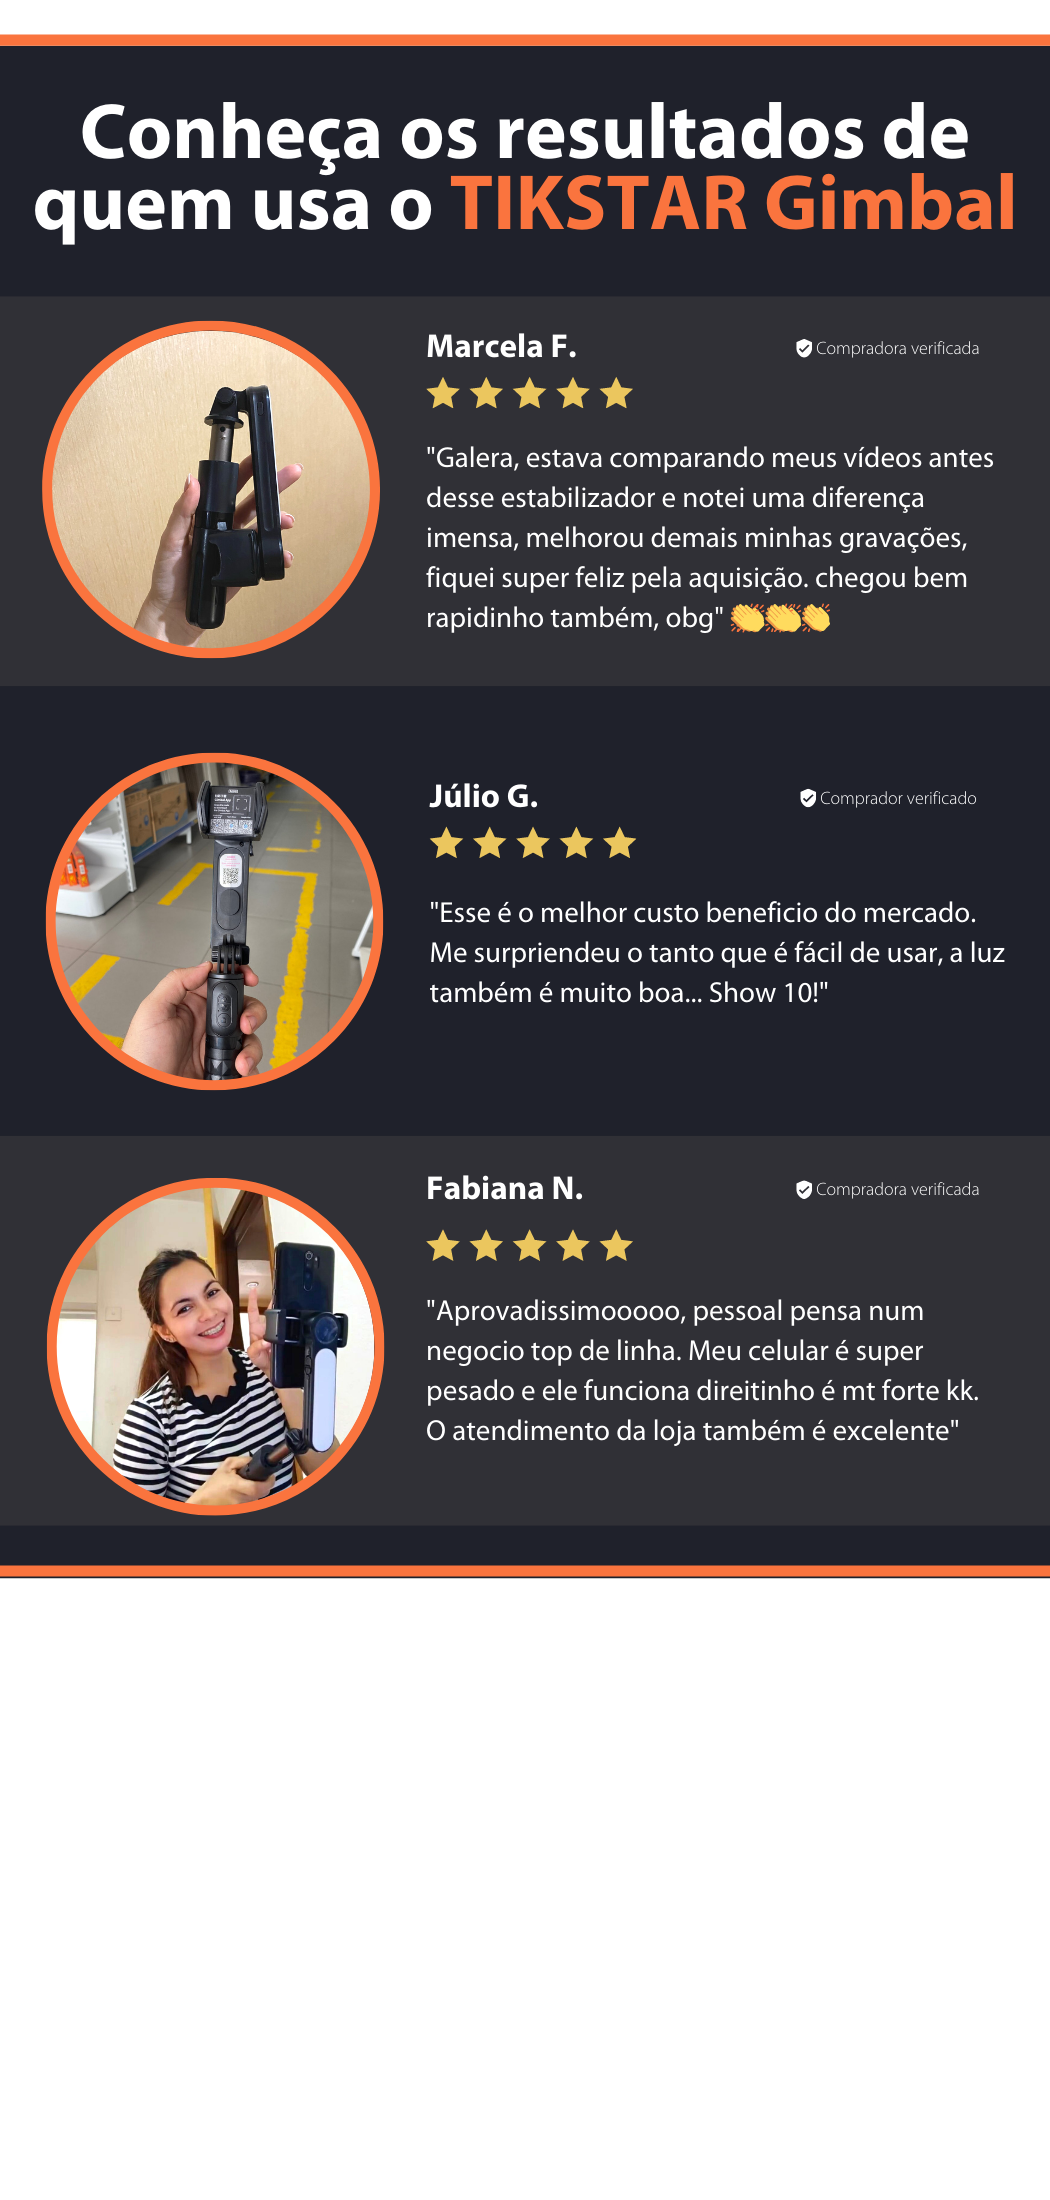 Conheça os resultados de
quem usa o TIKSTAR Gimbal
Marcela F.
Compradora verificada
"Galera, estava comparando meus vídeos antes
desse estabilizador e notei uma diferença
imensa, melhorou demais minhas gravações,
fiquei super feliz pela aquisição. chegou bem
rapidinho também, obg" 👏👏👏
Júlio G.
Comprador verificado
"Esse é o melhor custo beneficio do mercado.
Me surpriendeu o tanto que é fácil de usar, a luz
também é muito boa... Show 10!"
Fabiana N.
Compradora verificada
"Aprovadissimooooo, pessoal pensa num
negocio top de linha. Meu celular é super
pesado e ele funciona direitinho é mt forte kk.
O atendimento da loja também é excelente"